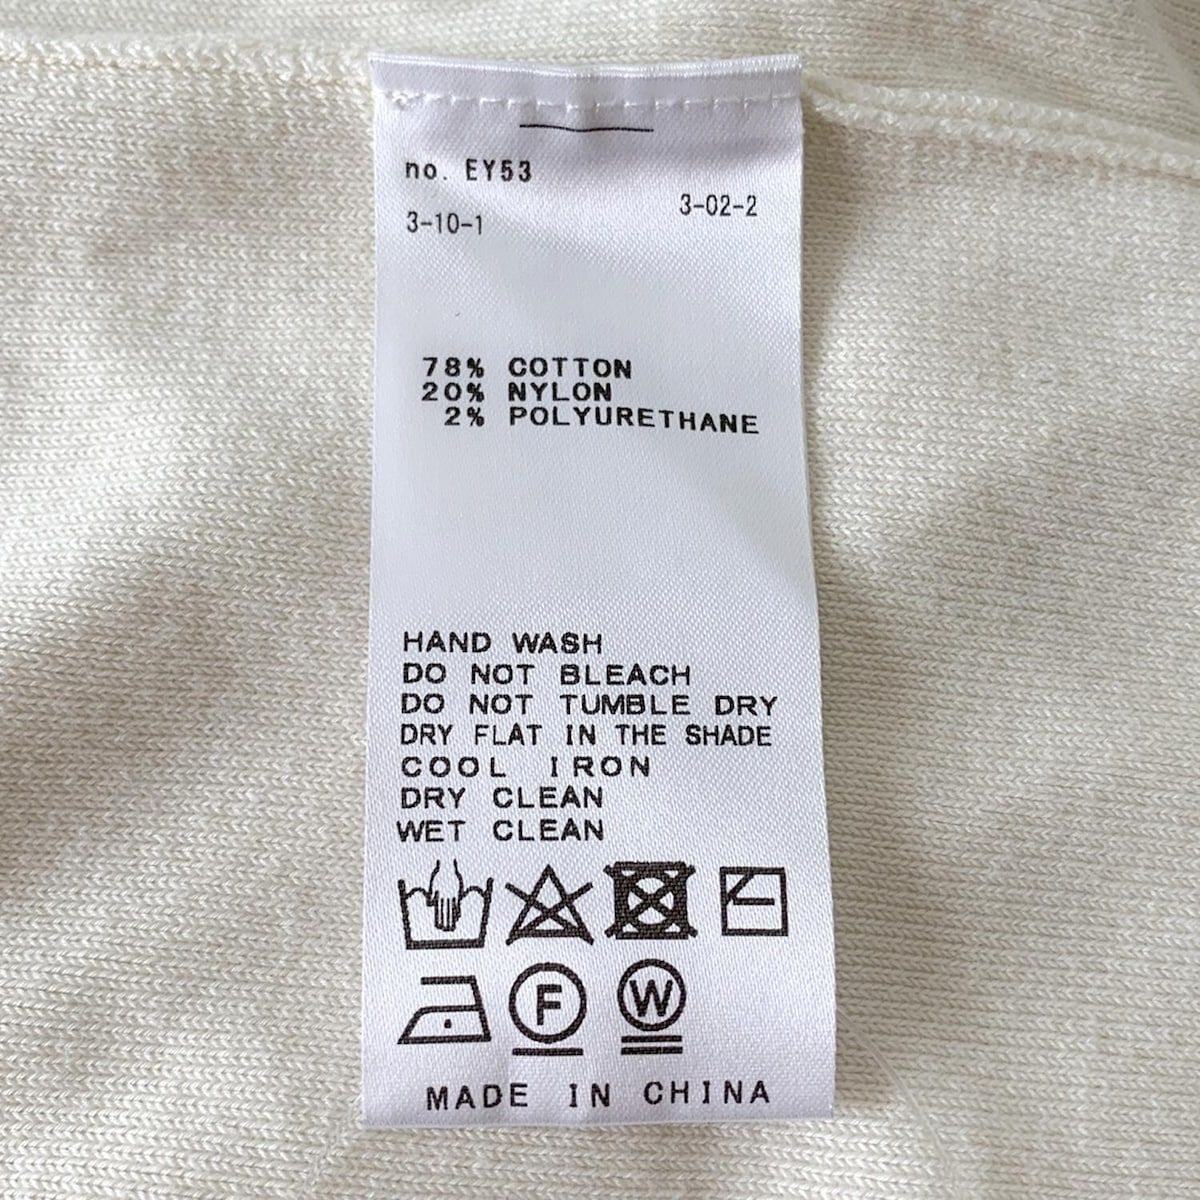 no. EY53
3-02-2
3-10-1
78% COTTON
20% NYLON
2% POLYURETHANE
HAND WASH
DO NOT BLEACH
DO NOT TUMBLE DRY
DRY FLAT IN THE SHADE
COOL IRON
DRY CLEAN
WET CLEAN
F W
MADE IN CHINA